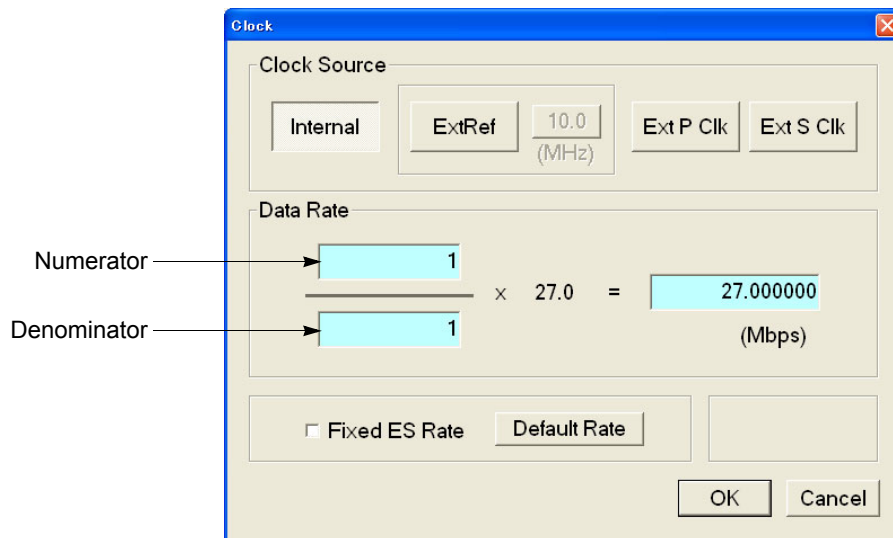 Clock
Clock Source
Internal
ExtRef
10.0
(MHz)
Ext P Clk
Ext S Clk
Data Rate
Numerator
1
x 27.0 = 27.000000
Denominator
1
(Mbps)
Fixed ES Rate
Default Rate
OK
Cancel